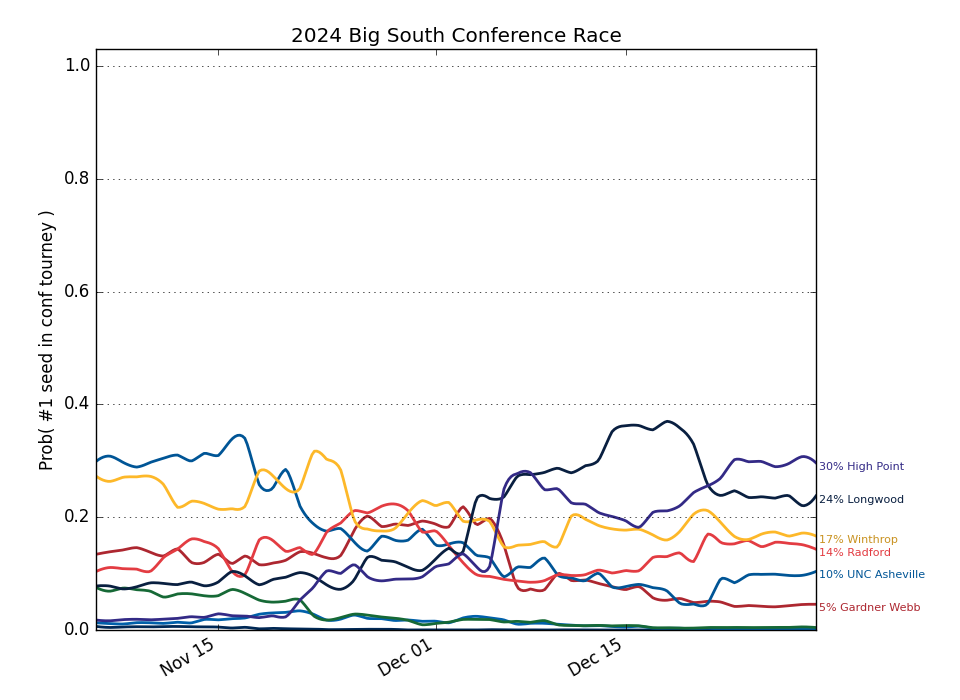 2024 Big South Conference Race
Prob( #1 seed in conf tourney )
1.0
0.8
0.6
0.4
0.2
0.0
Nov 15
Dec 01
Dec 15
30% High Point
24% Longwood
17% Winthrop
14% Radford
10% UNC Asheville
5% Gardner Webb